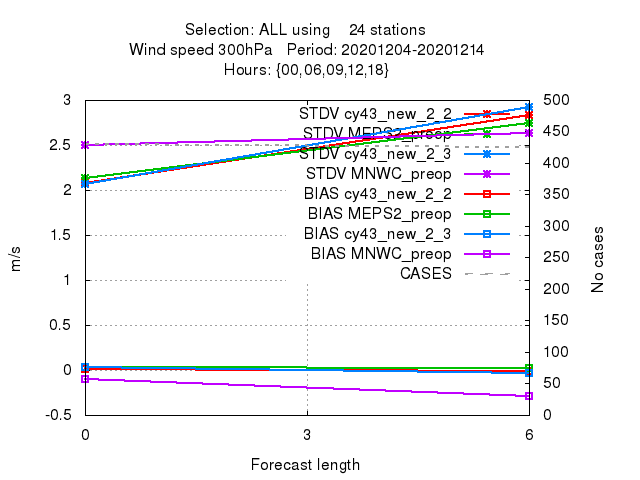 Selection: ALL using    24 stations
Wind speed 300hPa   Period: 20201204-20201214
Hours: {00,06,09,12,18}
3
2.5
2
1.5
1
0.5
0
-0.5
m/s
STDV cy43_new_2_2
STDV MEPS2_preop
STDV cy43_new_2_3
STDV MNWC_preop
BIAS cy43_new_2_2
BIAS MEPS2_preop
BIAS cy43_new_2_3
BIAS MNWC_preop
CASES
500
450
400
350
300
250
200
150
100
50
0
No cases
0
3
6
Forecast length